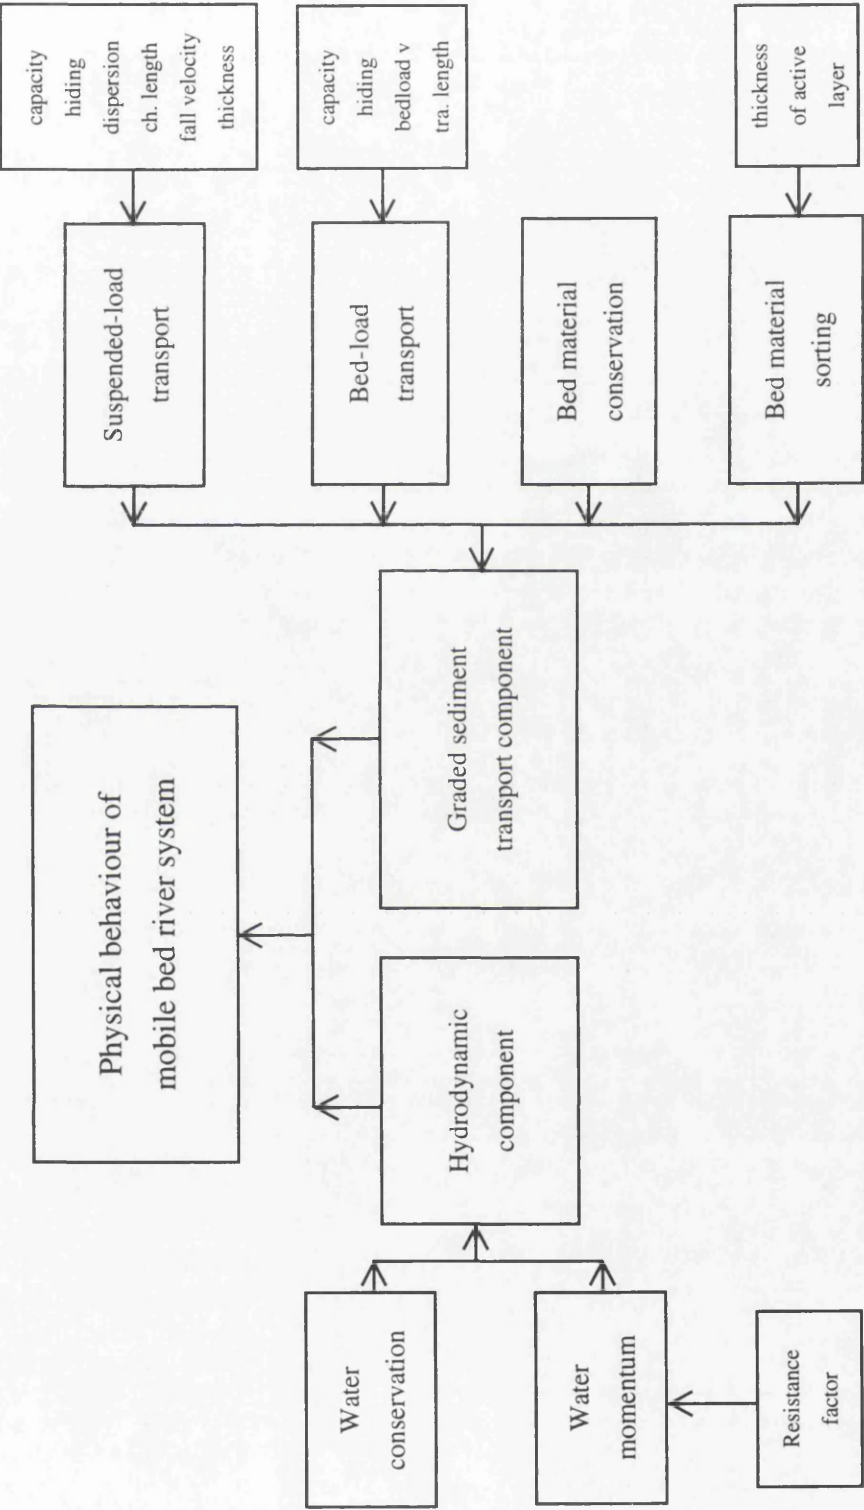 Physical behaviour of
mobile bed river system
Hydrodynamic
component
Graded sediment
transport component
Water
conservation
Water
momentum
Resistance
factor
Suspended-load
transport
Bed-load
transport
Bed material
conservation
Bed material
sorting
capacity
hiding
dispersion
ch. length
fall velocity
thickness
capacity
hiding
bedload v
tra. length
thickness
of active
layer